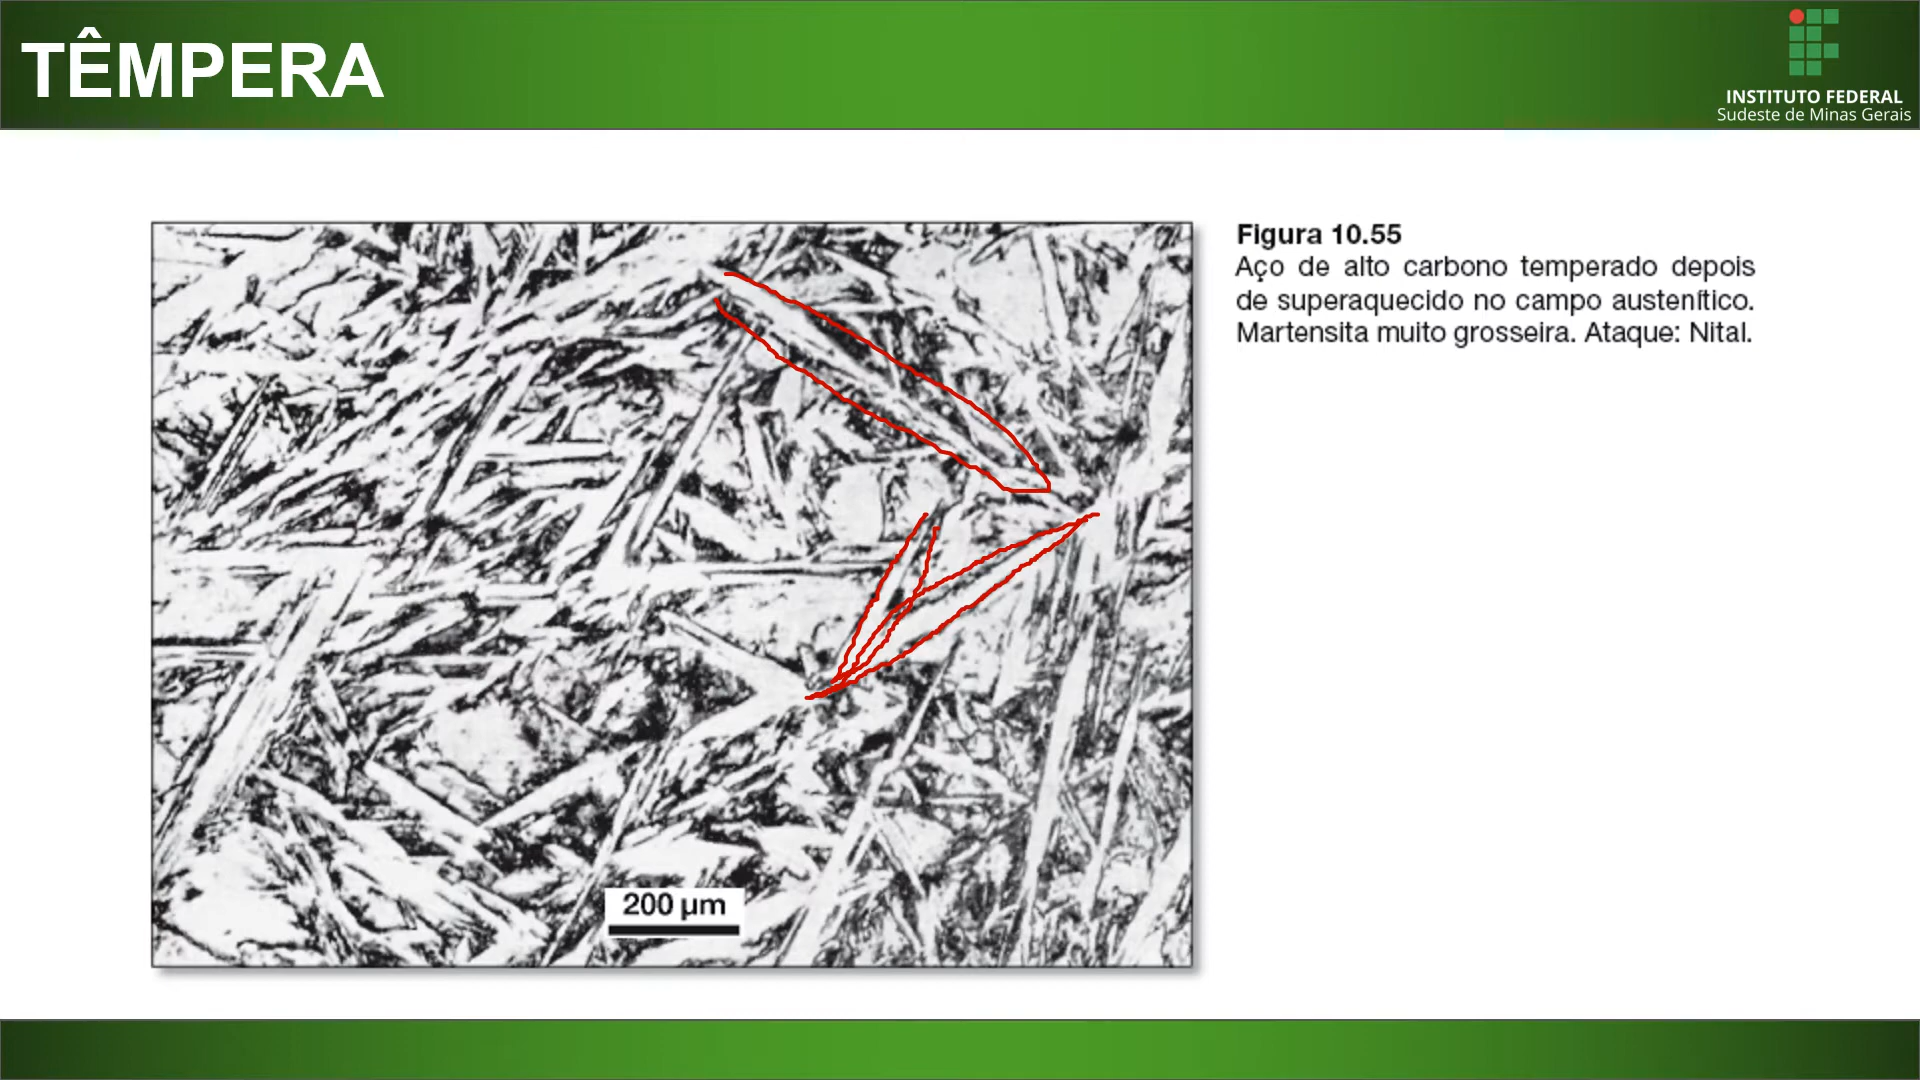 TÊMPERA
INSTITUTO FEDERAL
Sudeste de Minas Gerais
Figura 10.55
Aço de alto carbono temperado depois
de superaquecido no campo austenítico.
Martensita muito grosseira. Ataque: Nital.
200 µm